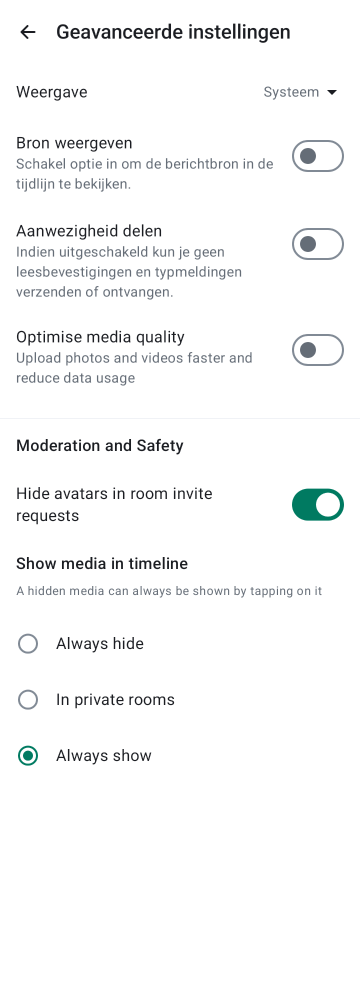 Geavanceerde instellingen
Weergave
Systeem
Bron weergeven
Schakel optie in om de berichtbron in de
tijdlijn te bekijken.
Aanwezigheid delen
Indien uitgeschakeld kun je geen
leesbevestigingen en typmeldingen
verzenden of ontvangen.
Optimise media quality
Upload photos and videos faster and
reduce data usage
Moderation and Safety
Hide avatars in room invite
requests
Show media in timeline
A hidden media can always be shown by tapping on it
Always hide
In private rooms
Always show